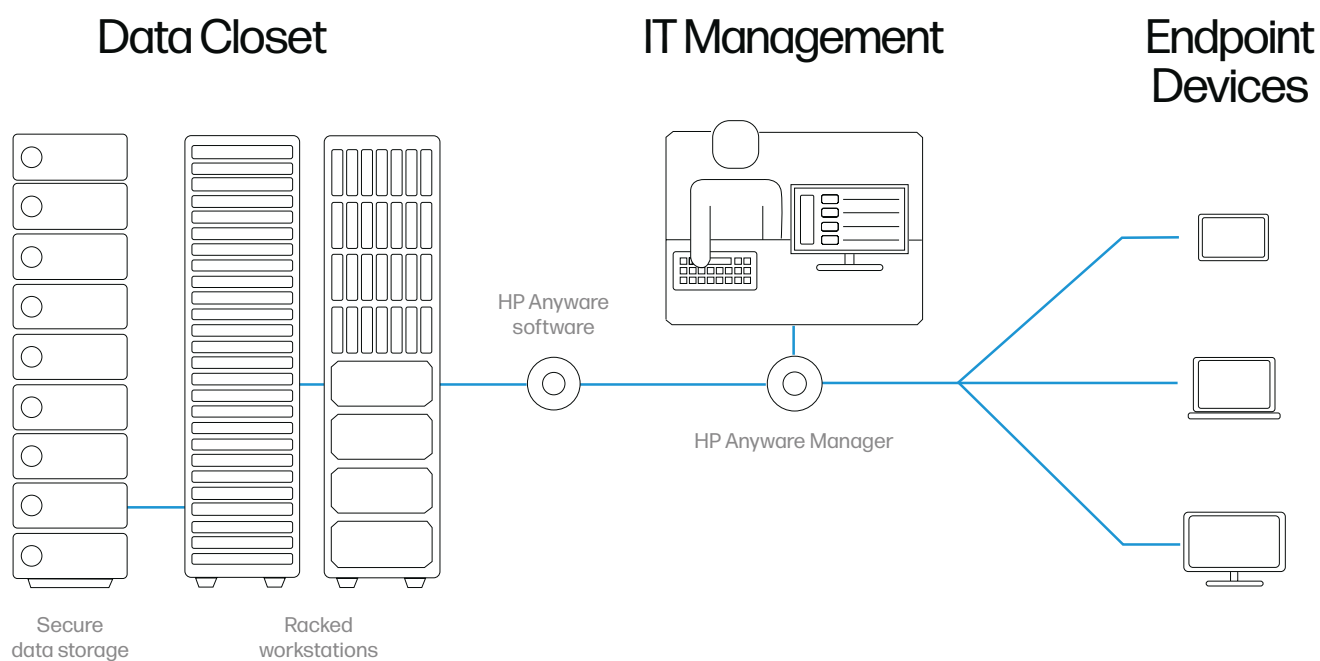 Data Closet
IT Management
Endpoint
Devices
HP Anyware
software
HP Anyware Manager
Secure
data storage
Racked
workstations